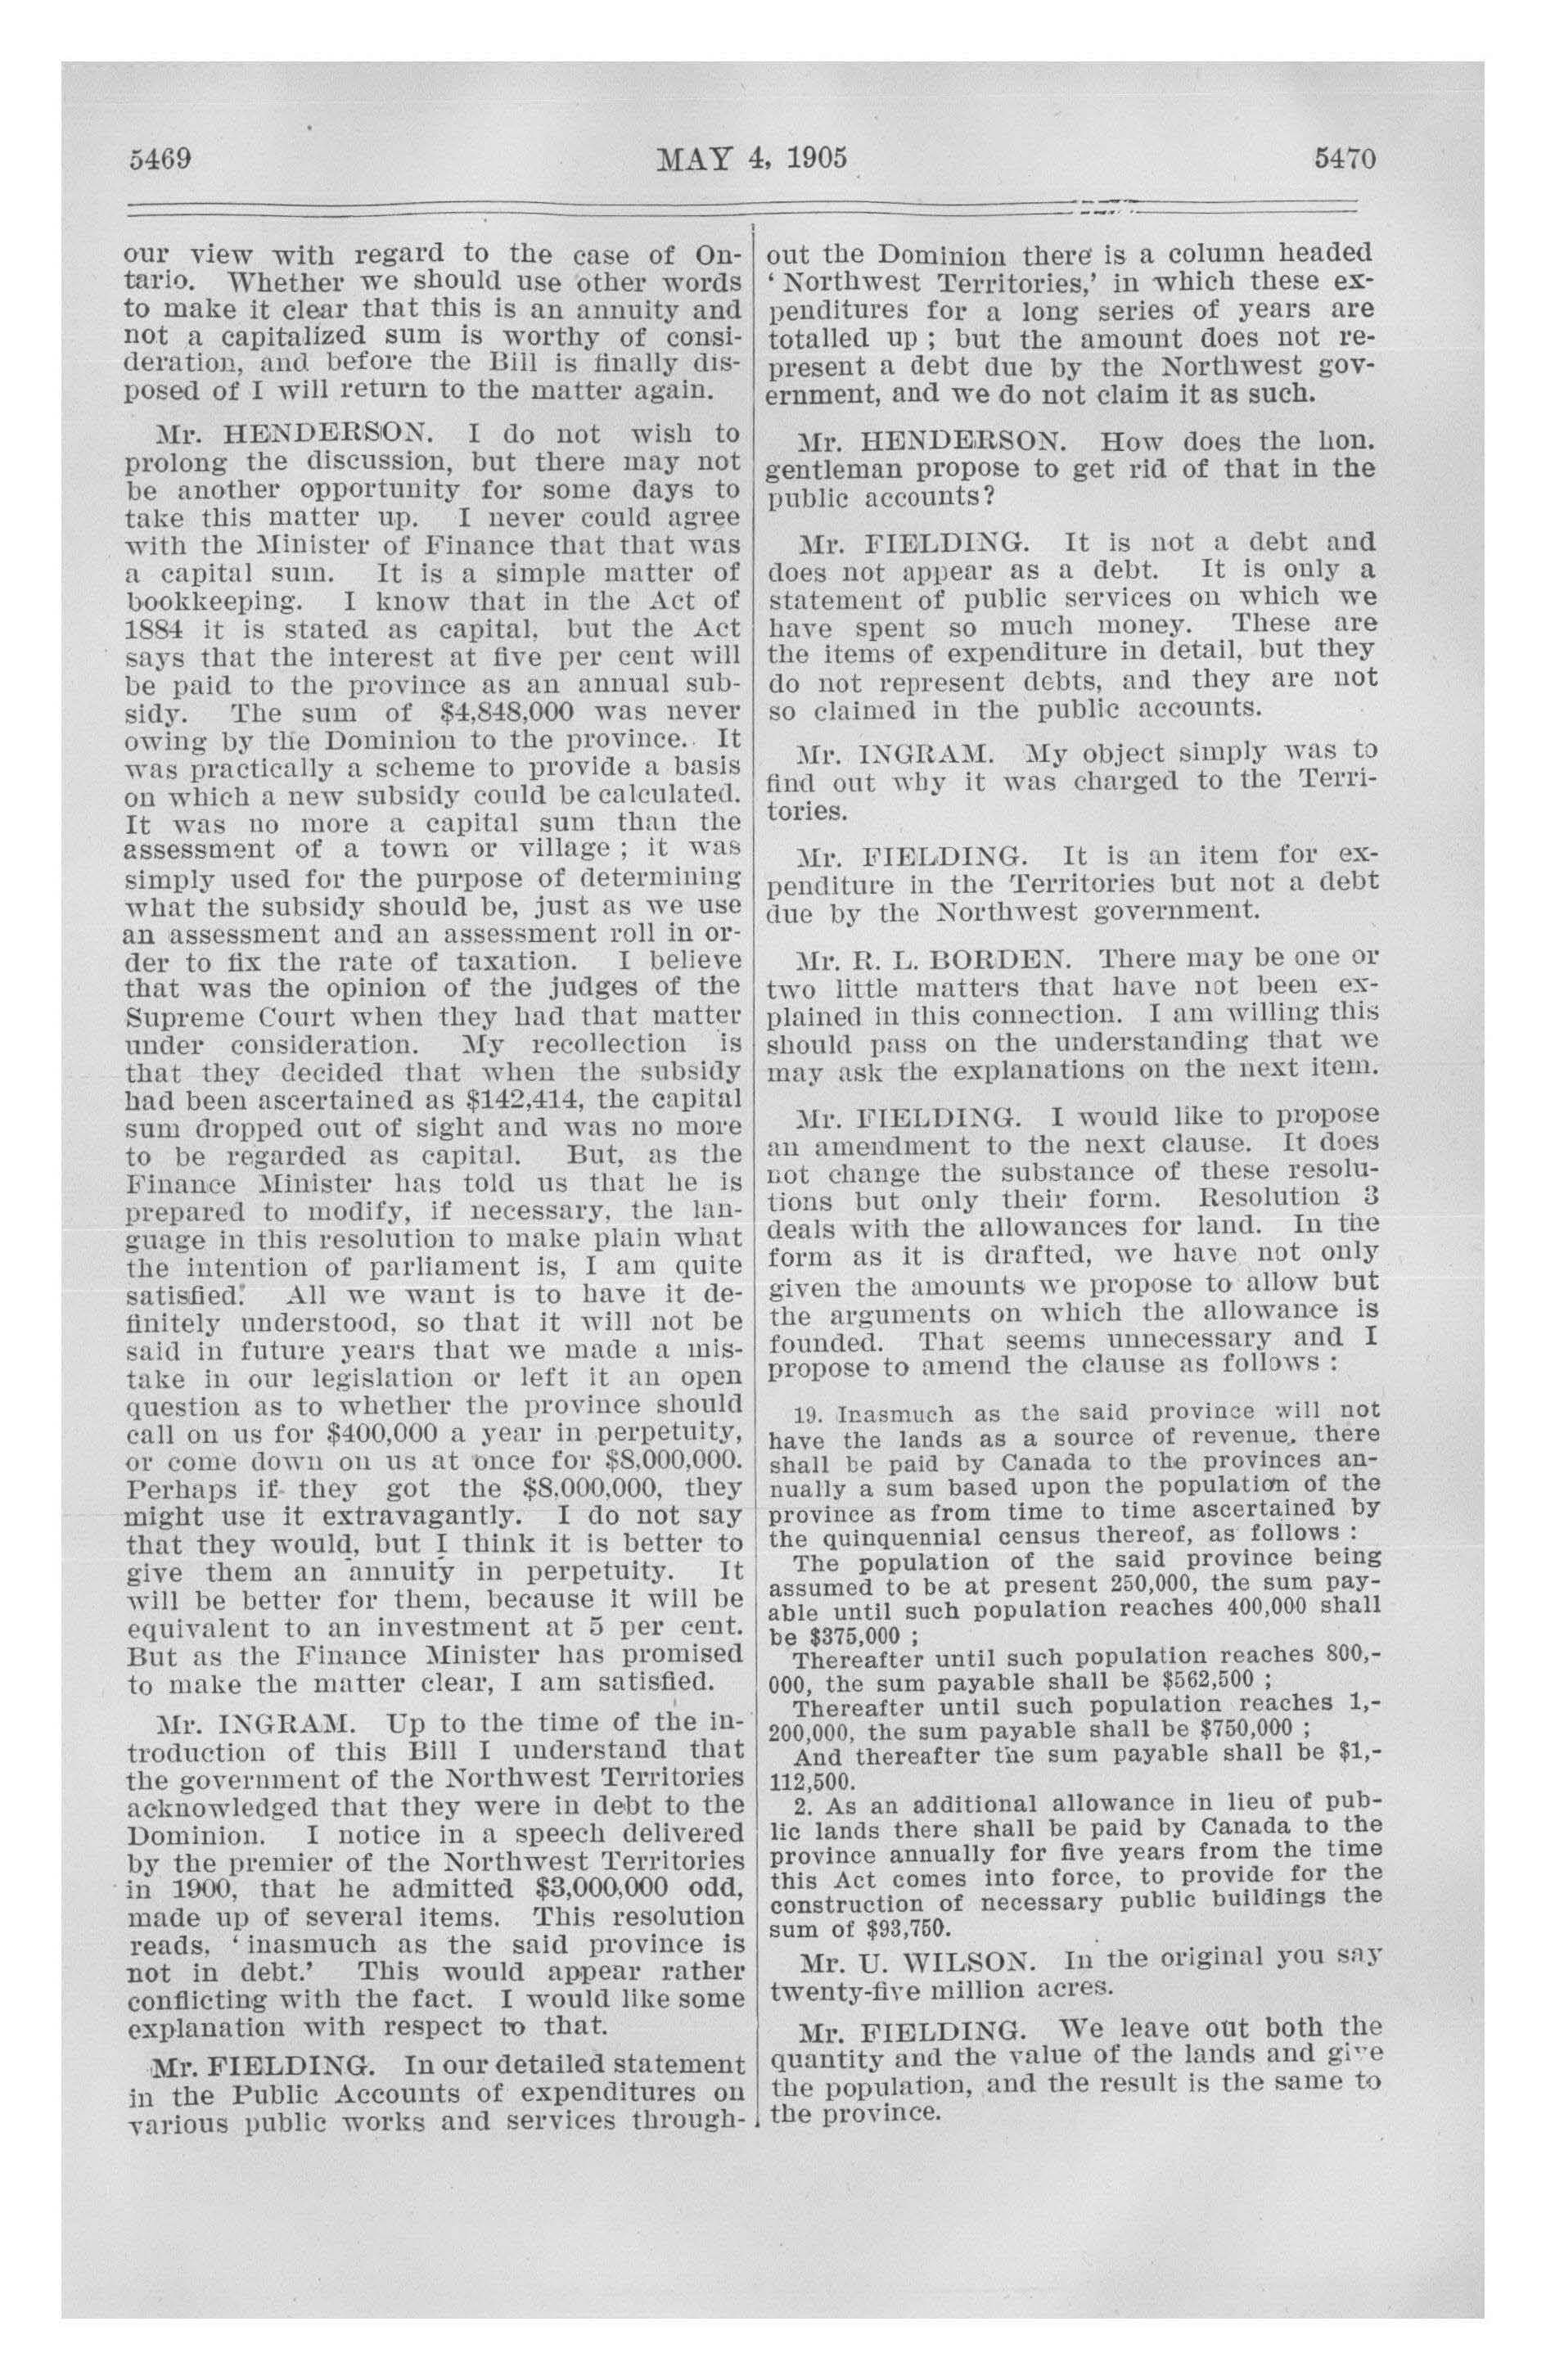 5469
MAY 4, 1905
5470
our view with regard to the case of On-
tario. Whether we should use other words
to make it clear that this is an annuity and
not a capitalized sum is worthy of consi-
deration, and before the Bill is finally dis-
posed of I will return to the matter again.
Mr. HENDERSON. I do not wish to
prolong the discussion, but there may not
be another opportunity for some days to
take this matter up. I never could agree
with the Minister of Finance that that was
a capital sum. It is a simple matter of
bookkeeping. I know that in the Act of
1884 it is stated as capital, but the Act
says that the interest at five per cent will
be paid to the province as an annual sub-
sidy. The sum of $4,848,000 was never
owing by the Dominion to the province. It
was practically a scheme to provide a basis
on which a new subsidy could be calculated.
It was no more a capital sum than the
assessment of a town or village ; it was
simply used for the purpose of determining
what the subsidy should be, just as we use
an assessment and an assessment roll in or-
der to fix the rate of taxation. I believe
that was the opinion of the judges of the
Supreme Court when they had that matter
under consideration. My recollection is
that they decided that when the subsidy
had been ascertained as $142,414, the capital
sum dropped out of sight and was no more
to be regarded as capital. But, as the
Finance Minister has told us that he is
prepared to modify, if necessary, the lan-
guage in this resolution to make plain what
the intention of parliament is, I am quite
satisfied. All we want is to have it de-
finitely understood, so that it will not be
said in future years that we made a mis-
take in our legislation or left it an open
question as to whether the province should
call on us for $400,000 a year in perpetuity,
or come down on us at once for $8,000,000.
Perhaps if they got the $8,000,000, they
might use it extravagantly. I do not say
that they would, but I think it is better to
give them an annuity in perpetuity. It
will be better for them, because it will be
equivalent to an investment at 5 per cent.
But as the Finance Minister has promised
to make the matter clear, I am satisfied.
Mr. INGRAM. Up to the time of the in-
troduction of this Bill I understand that
the government of the Northwest Territories
acknowledged that they were in debt to the
Dominion. I notice in a speech delivered
by the premier of the Northwest Territories
in 1900, that he admitted $3,000,000 odd,
made up of several items. This resolution
reads, ‘ inasmuch as the said province is
not in debt.’ This would appear rather
conflicting with the fact. I would like some
explanation with respect to that.
Mr. FIELDING. In our detailed statement
in the Public Accounts of expenditures on
various public works and services through-
out the Dominion there is a column headed
‘ Northwest Territories,’ in which these ex-
penditures for a long series of years are
totalled up ; but the amount does not re-
present a debt due by the Northwest gov-
ernment, and we do not claim it as such.
Mr. HENDERSON. How does the hon.
gentleman propose to get rid of that in the
public accounts?
Mr. FIELDING. It is not a debt and
does not appear as a debt. It is only a
statement of public services on which we
have spent so much money. These are
the items of expenditure in detail, but they
do not represent debts, and they are not
so claimed in the public accounts.
Mr. INGRAM. My object simply was to
find out why it was charged to the Terri-
tories.
Mr. FIELDING. It is an item for ex-
penditure in the Territories but not a debt
due by the Northwest government.
Mr. R. L. BORDEN. There may be one or
two little matters that have not been ex-
plained in this connection. I am willing this
should pass on the understanding that we
may ask the explanations on the next item.
Mr. FIELDING. I would like to propose
an amendment to the next clause. It does
not change the substance of these resolu-
tions but only their form. Resolution 3
deals with the allowances for land. In the
form as it is drafted, we have not only
given the amounts we propose to allow but
the arguments on which the allowance is
founded. That seems unnecessary and I
propose to amend the clause as follows :
19. Inasmuch as the said province will not
have the lands as a source of revenue, there
shall be paid by Canada to the provinces an-
nually a sum based upon the population of the
province as from time to time ascertained by
the quinquennial census thereof, as follows :
The population of the said province being
assumed to be at present 250,000, the sum pay-
able until such population reaches 400,000 shall
be $375,000 ;
Thereafter until such population reaches 800,-
000, the sum payable shall be $562,500 ;
Thereafter until such population reaches 1,-
200,000, the sum payable shall be $750,000 ;
And thereafter the sum payable shall be $1,-
112,500.
2. As an additional allowance in lieu of pub-
lic lands there shall be paid by Canada to the
province annually for five years from the time
this Act comes into force, to provide for the
construction of necessary public buildings the
sum of $93,750.
Mr. U. WILSON. In the original you say
twenty-five million acres.
Mr. FIELDING. We leave out both the
quantity and the value of the lands and give
the population, and the result is the same to
the province.